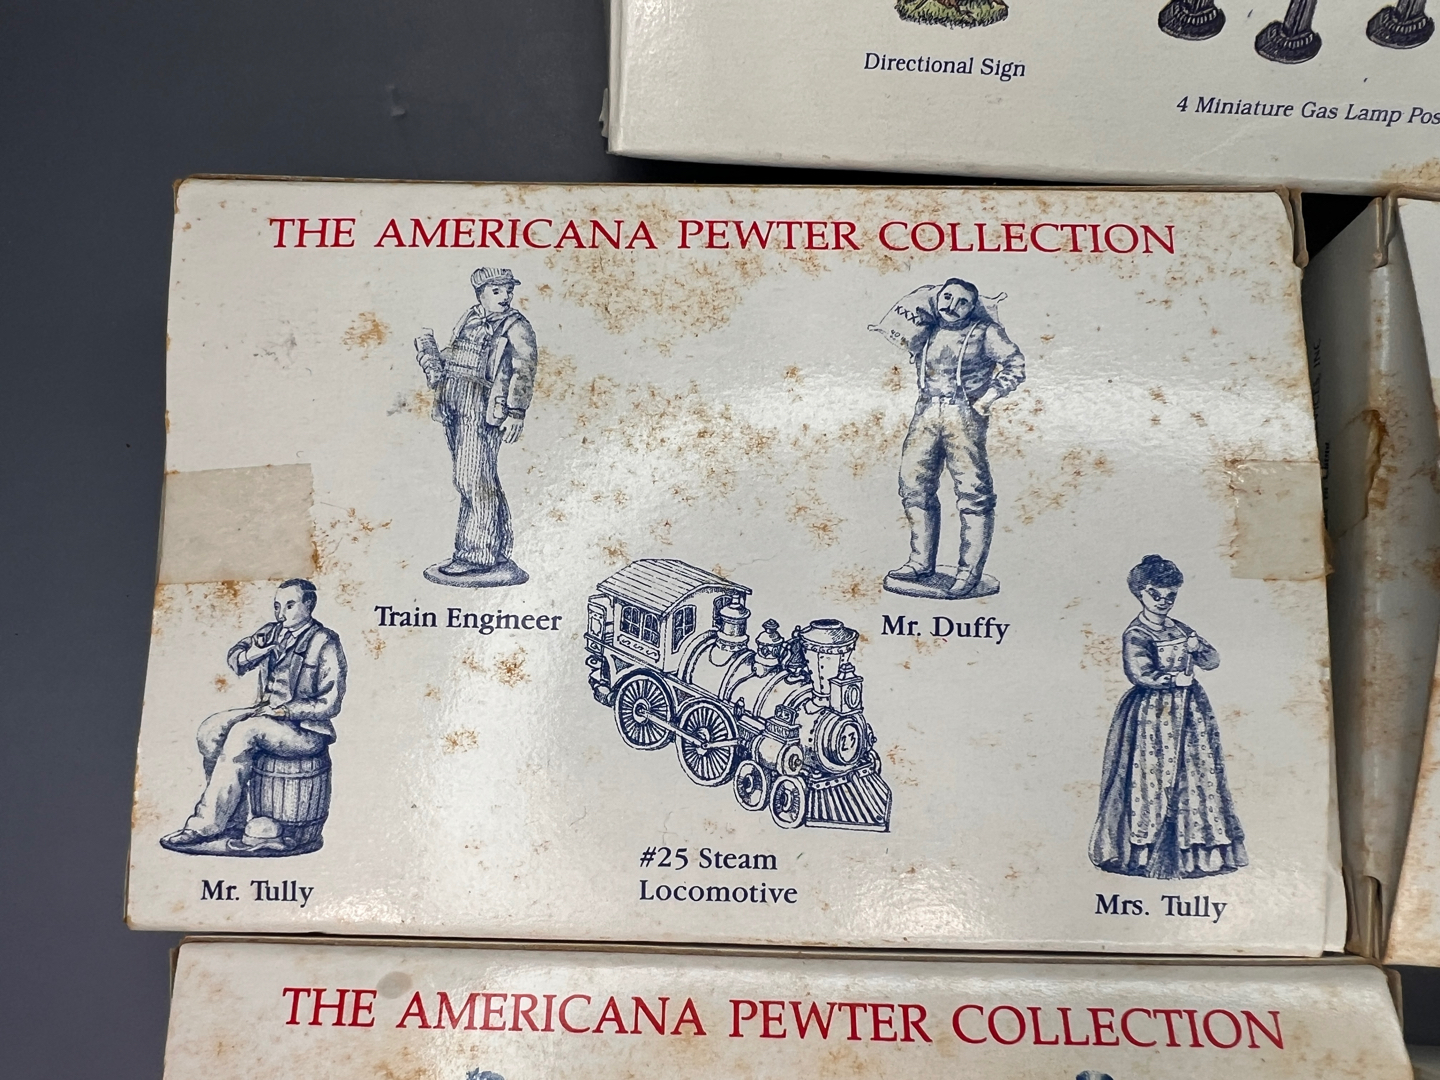 Directional Sign
4 Miniature Gas Lamp
THE AMERICANA PEWTER COLLECTION
KXX
Train Engineer
Mr. Duffy
Mr. Tully
#25 Steam
Locomotive
Mrs. Tully
THE AMERICANA PEWTER COLLECTION